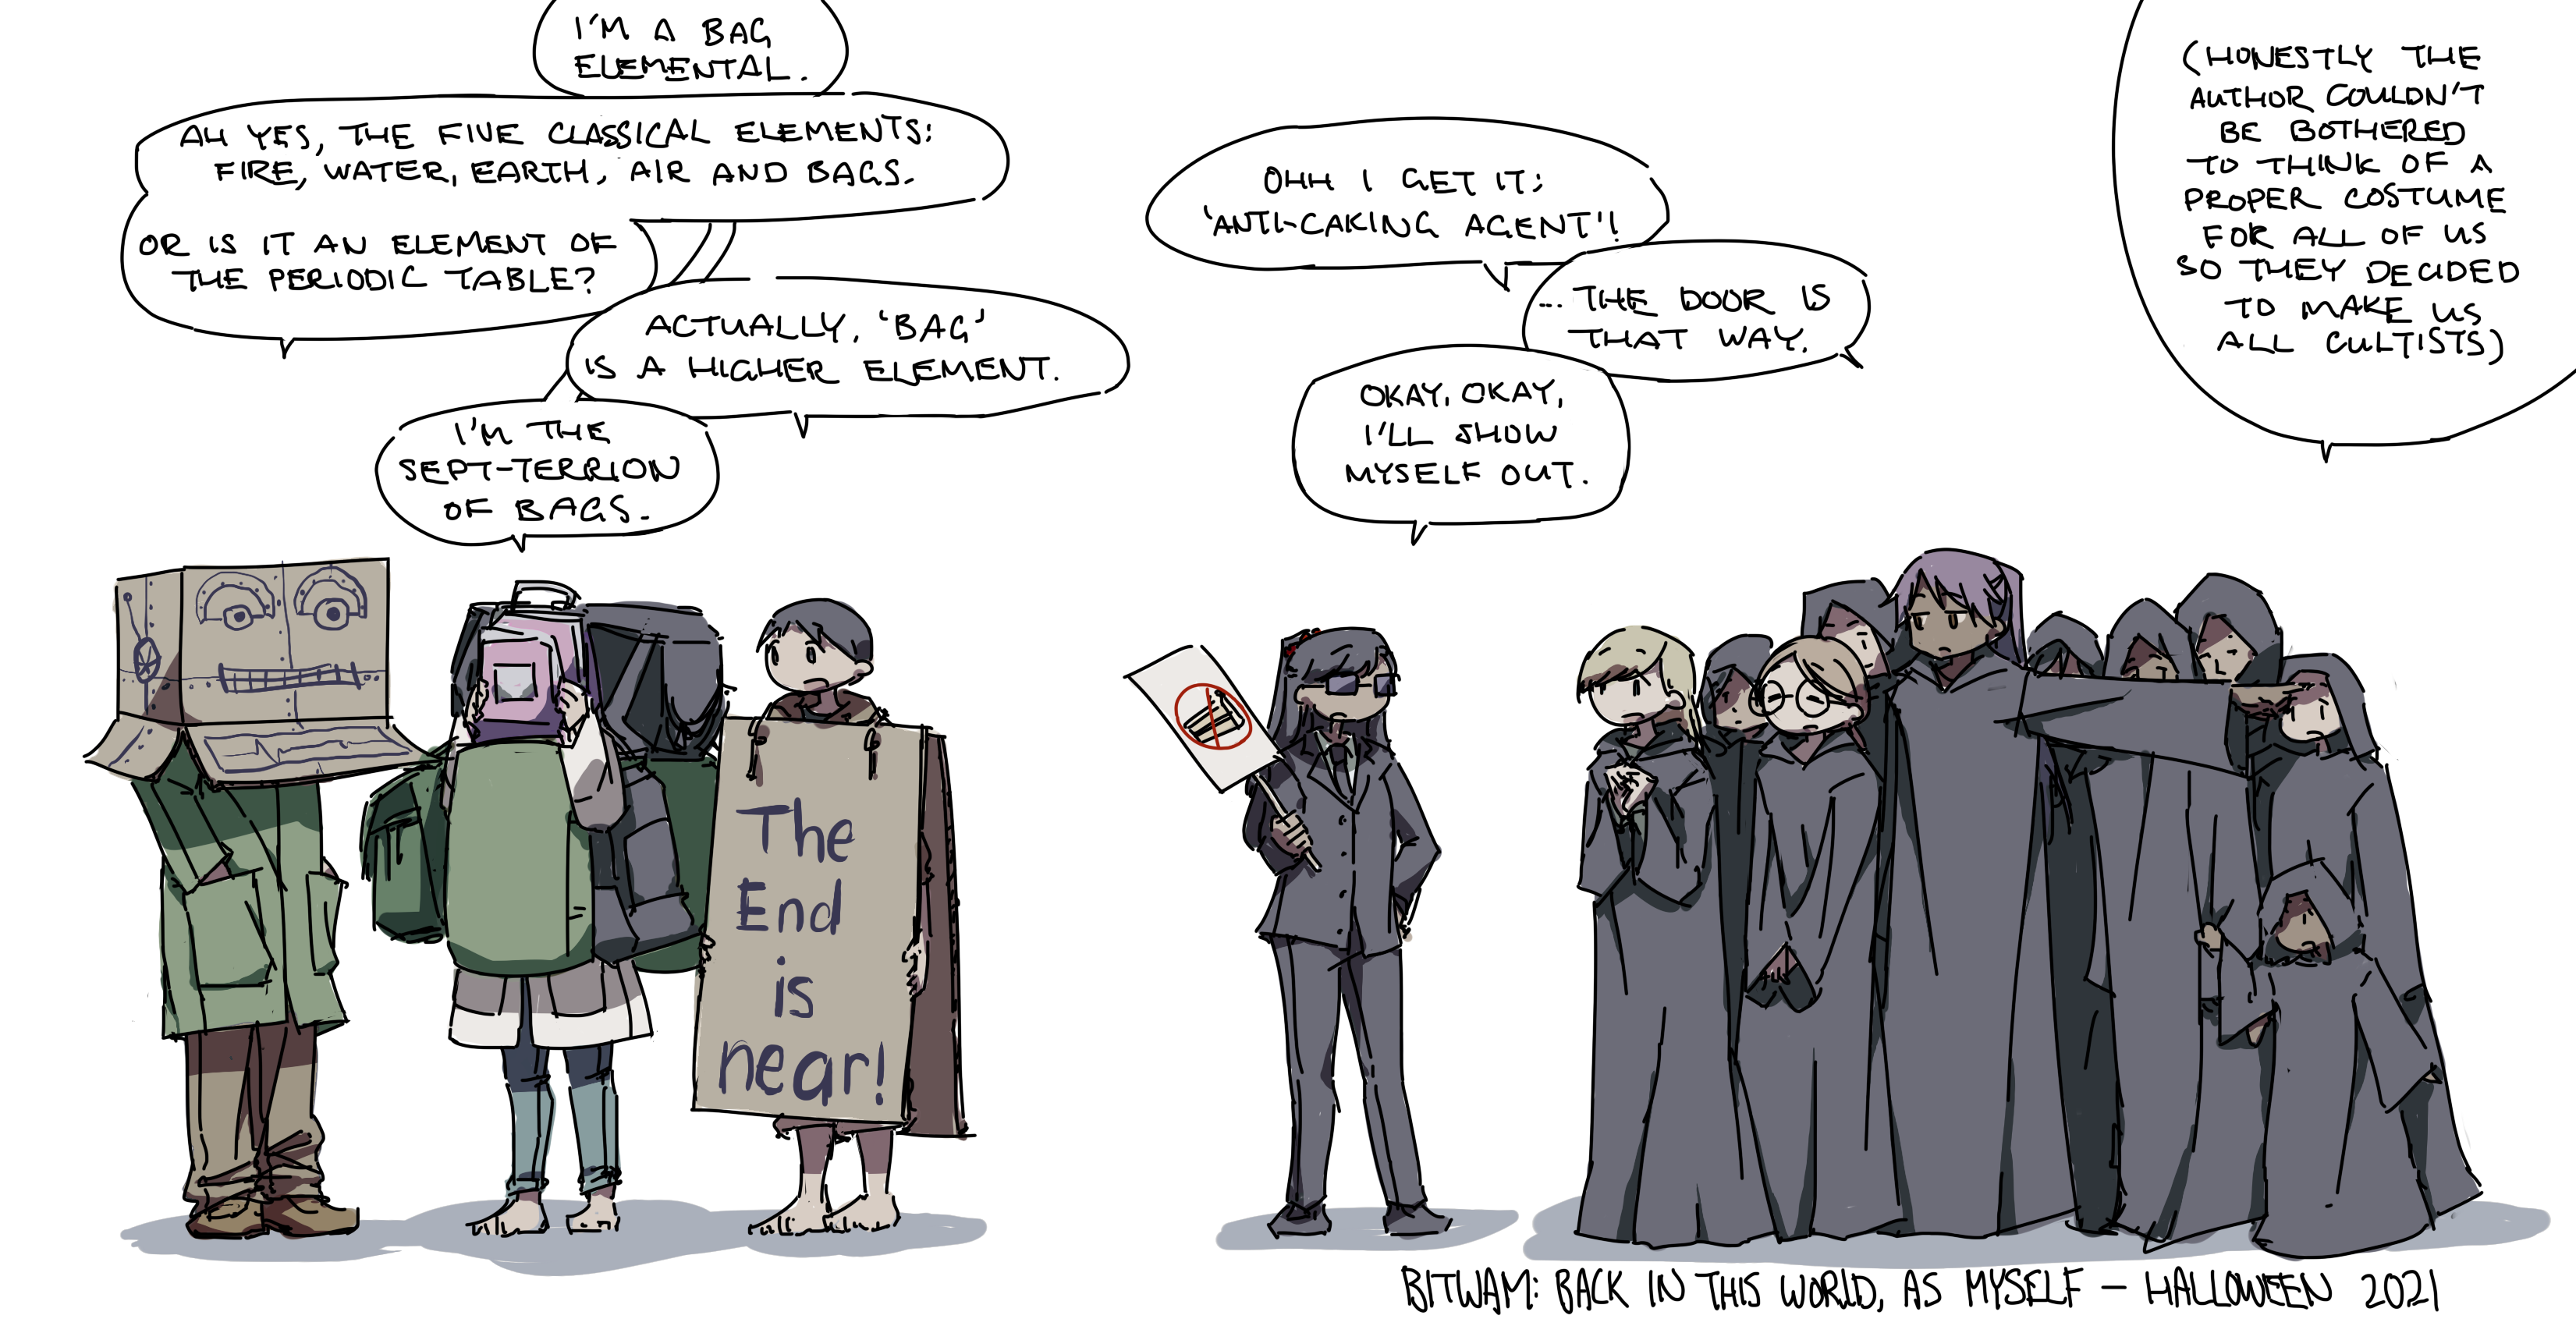 I'M A BAG
ELEMENTAL.
AH YES, THE FIVE CLASSICAL ELEMENTS:
FIRE, WATER, EARTH, AIR AND BAGS.
OR IS IT AN ELEMENT OF
THE PERIODIC TABLE?
ACTUALLY, 'BAG'
IS A HIGHER ELEMENT.
I'M THE
SEPT-TERRION
OF BAGS.
OHH I GET IT:
'ANTI-CAKING AGENT'!
... THE DOOR IS
THAT WAY.
OKAY, OKAY,
I'LL SHOW
MYSELF OUT.
(HONESTLY THE
AUTHOR COULDN'T
BE BOTHERED
TO THINK OF A
PROPER COSTUME
FOR ALL OF US
SO THEY DECIDED
TO MAKE US
ALL CULTISTS)
The
End
is
near!
BITWAM: BACK IN THIS WORLD, AS MYSELF – HALLOWEEN 2021